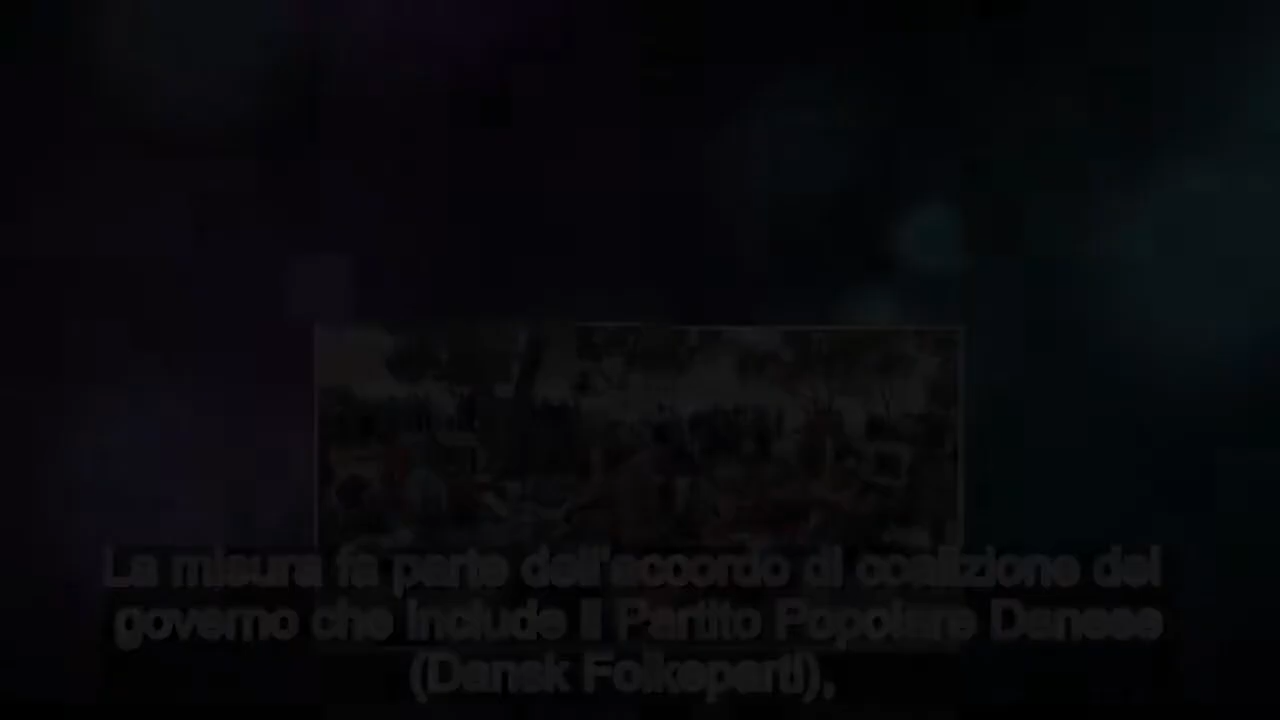 La misura fa parte dell'accordo di coalizione del
governo che include il Partito Popolare Danese
(Dansk Folkeparti),